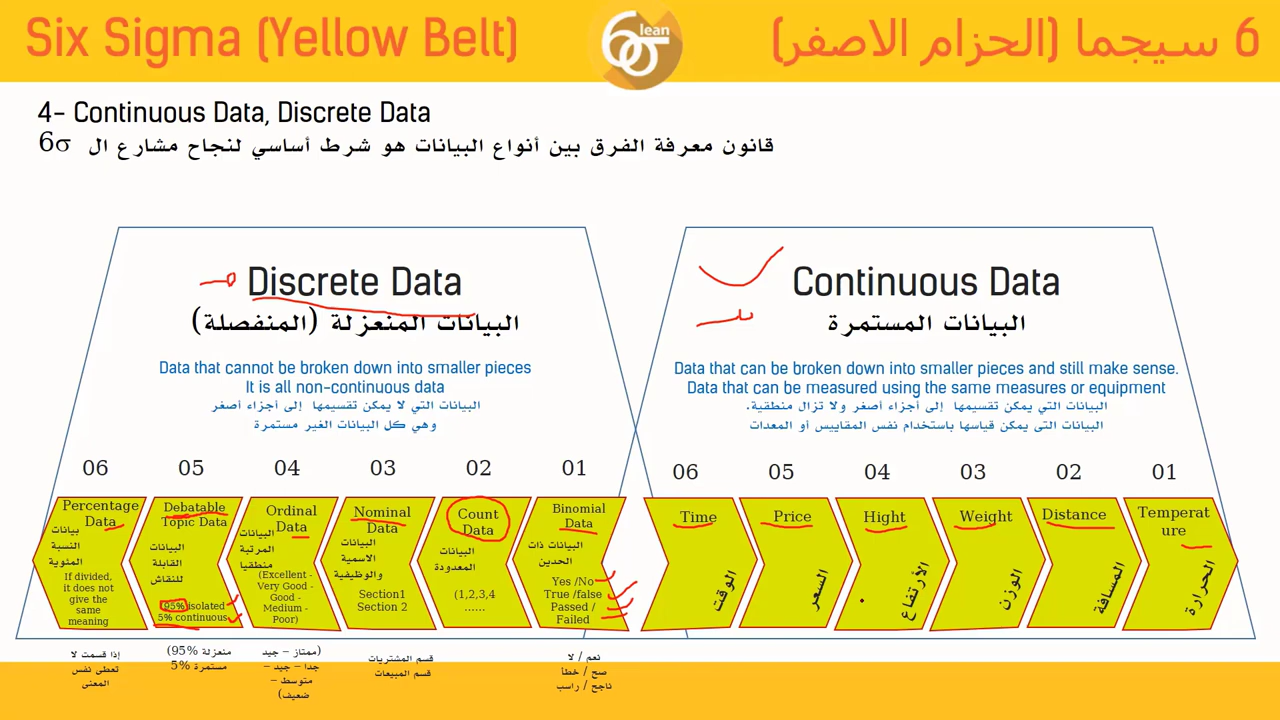 Six Sigma (Yellow Belt)
6σ lean
6 سيجما (الحزام الاصفر)
4- Continuous Data, Discrete Data
قانون معرفة الفرق بين أنواع البيانات هو شرط أساسي لنجاح مشارع ال 6σ
Discrete Data
البيانات المنعزلة (المنفصلة)
Data that cannot be broken down into smaller pieces
It is all non-continuous data
البيانات التي لا يمكن تقسيمها إلى أجزاء أصغر
وهي كل البيانات الغير مستمرة
Continuous Data
البيانات المستمرة
Data that can be broken down into smaller pieces and still make sense.
Data that can be measured using the same measures or equipment
البيانات التي يمكن تقسيمها إلى أجزاء أصغر ولا تزال منطقية.
البيانات التى يمكن قياسها باستخدام نفس المقاييس أو المعدات
06
Percentage
Data
بيانات
النسبة
المئوية
If divided,
it does not
give the
same
meaning
إذا قسمت لا
تعطى نفس
المعنى
05
Debatable
Topic Data
البيانات
القابلة
للنقاش
95% isolated
5% continuous
(95% منعزلة
5% مستمرة
04
Ordinal
Data
البيانات
المرتبة
منطقيا
(Excellent -
Very Good -
Good -
Medium -
Poor)
(ممتاز – جيد
جدا – جيد –
متوسط –
ضعيف)
03
Nominal
Data
البيانات
الاسمية
والوظيفية
Section1
Section 2
قسم المشتريات
قسم المبيعات
02
Count
Data
البيانات
المعدودة
(1,2,3,4
......
01
Binomial
Data
البيانات ذات
الحدين
Yes /No
True /false
Passed /
Failed
نعم / لا
صح / خطأ
ناجح / راسب
06
Time
الوقت
05
Price
السعر
04
Hight
الأرتفاع
03
Weight
الوزن
02
Distance
المسافة
01
Temperat
ure
الحرارة